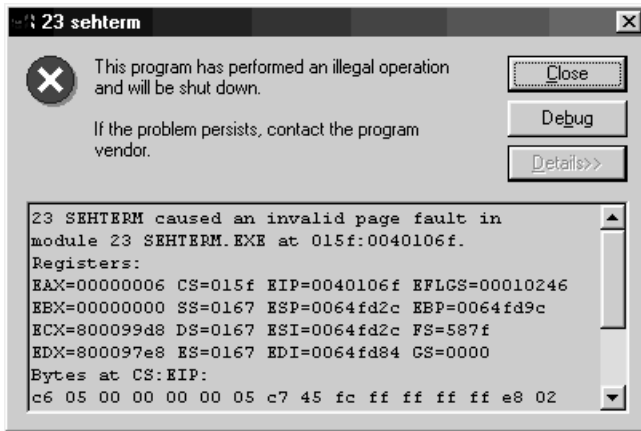 23 sehterm
This program has performed an illegal operation
and will be shut down.
If the problem persists, contact the program
vendor.
Close
Debug
Details>>
23 SEHTERM caused an invalid page fault in
module 23 SEHTERM.EXE at 015f:0040106f.
Registers:
EAX=00000006 CS=015f EIP=0040106f EFLGS=00010246
EBX=00000000 SS=0167 ESP=0064fd2c EBP=0064fd9c
ECX=800099d8 DS=0167 ESI=0064fd2c FS=587f
EDX=800097e8 ES=0167 EDI=0064fd84 GS=0000
Bytes at CS:EIP:
c6 05 00 00 00 00 05 c7 45 fc ff ff ff ff e8 02